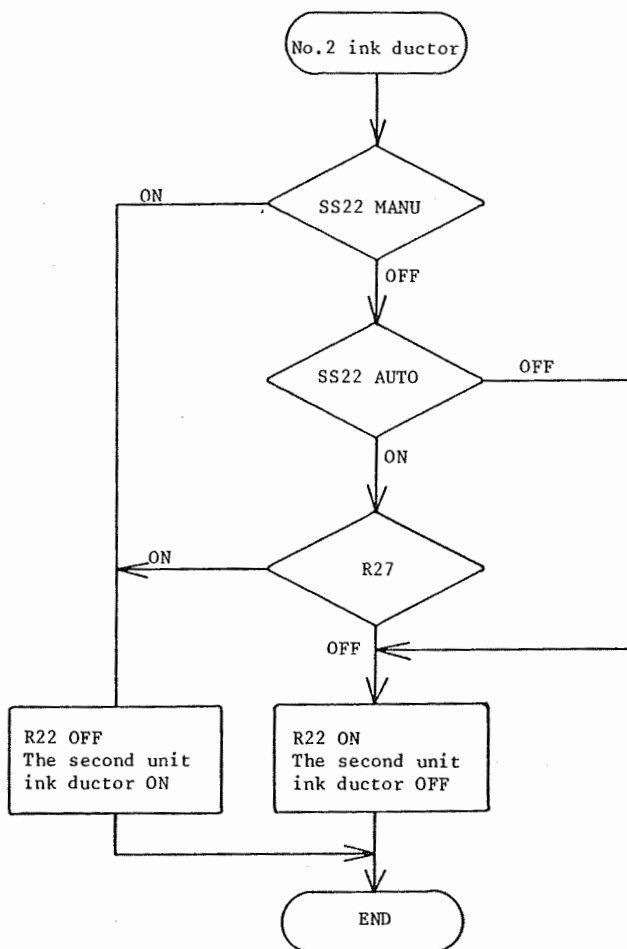 No.2 ink ductor
ON
SS22 MANU
OFF
SS22 AUTO
OFF
ON
ON
R27
OFF
R22 OFF
The second unit
ink ductor ON
R22 ON
The second unit
ink ductor OFF
END